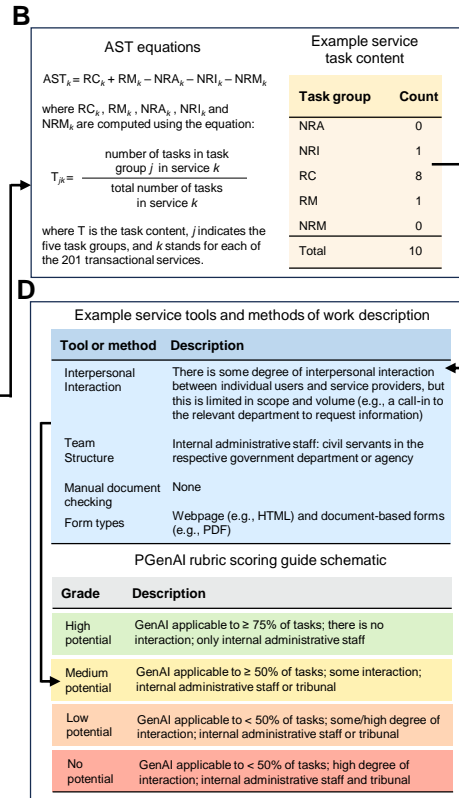 B
AST equations
AST_k = RC_k + RM_k – NRA_k – NRI_k – NRM_k
where RC_k, RM_k, NRA_k, NRI_k and
NRM_k are computed using the equation:
T_jk = number of tasks in task
group j in service k
total number of tasks
in service k
where T is the task content, j indicates the
five task groups, and k stands for each of
the 201 transactional services.
Example service
task content
Task group Count
NRA 0
NRI 1
RC 8
RM 1
NRM 0
Total 10
D
Example service tools and methods of work description
Tool or method Description
Interpersonal
Interaction
There is some degree of interpersonal interaction
between individual users and service providers, but
this is limited in scope and volume (e.g., a call-in to
the relevant department to request information)
Team
Structure
Internal administrative staff: civil servants in the
respective government department or agency
Manual document
checking
None
Form types
Webpage (e.g., HTML) and document-based forms
(e.g., PDF)
PGenAI rubric scoring guide schematic
Grade Description
High
potential
GenAI applicable to ≥ 75% of tasks; there is no
interaction; only internal administrative staff
Medium
potential
GenAI applicable to ≥ 50% of tasks; some interaction;
internal administrative staff or tribunal
Low
potential
GenAI applicable to < 50% of tasks; some/high degree of
interaction; internal administrative staff or tribunal
No
potential
GenAI applicable to < 50% of tasks; high degree of
interaction; internal administrative staff and tribunal